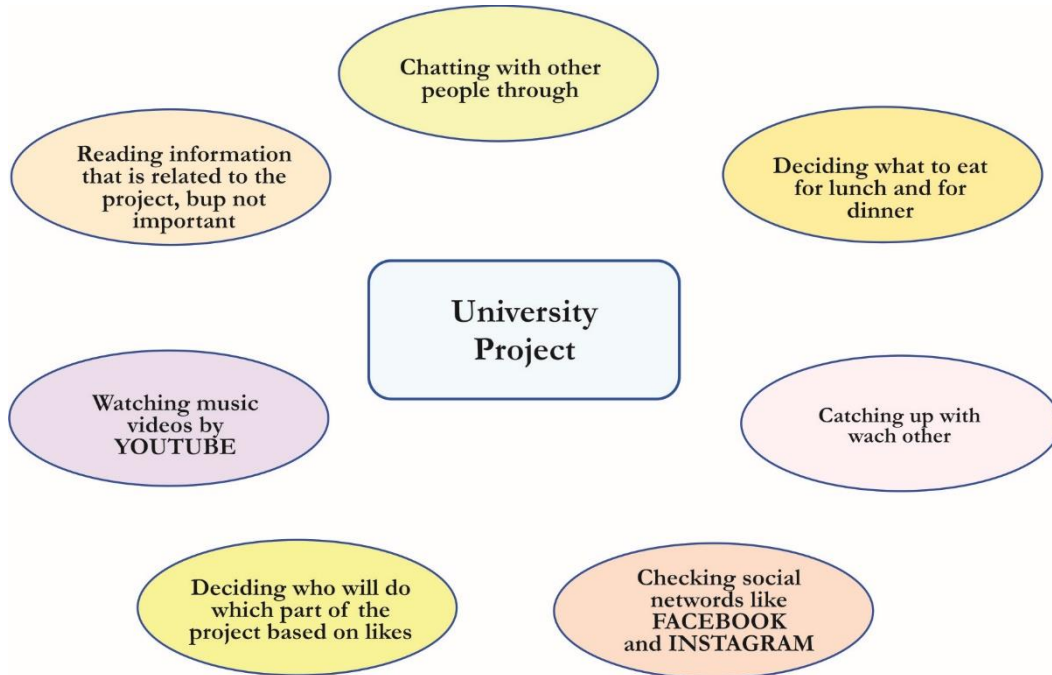 Chatting with other
people through
Reading information
that is related to the
project, bup not
important
Deciding what to eat
for lunch and for
dinner
University
Project
Watching music
videos by
YOUTUBE
Catching up with
wach other
Deciding who will do
which part of the
project based on likes
Checking social
networds like
FACEBOOK
and INSTAGRAM